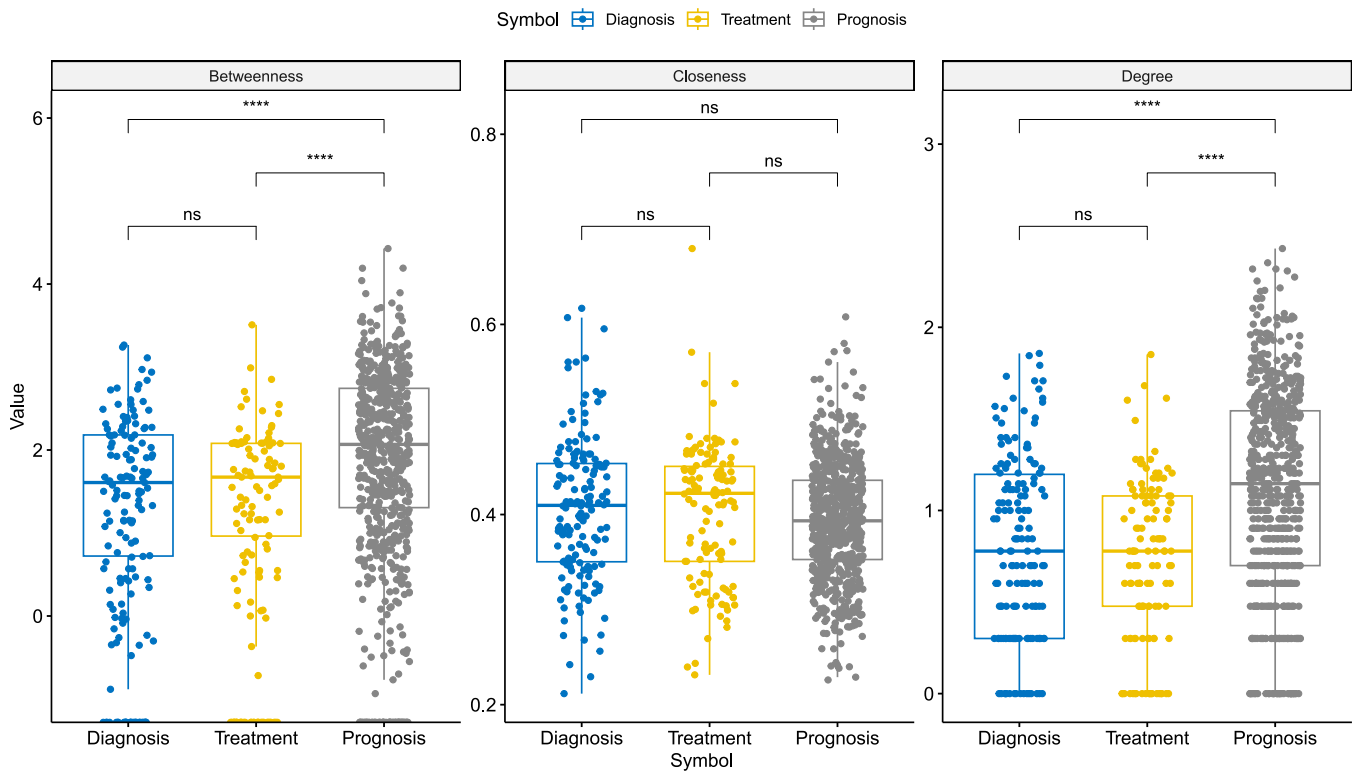 Symbol Diagnosis Treatment Prognosis
Betweenness
Closeness
Degree
Value
6
4
2
0
****
****
ns
Diagnosis Treatment Prognosis
0.8
0.6
0.4
0.2
ns
ns
ns
Diagnosis Treatment Prognosis
3
2
1
0
****
****
ns
Diagnosis Treatment Prognosis
Symbol